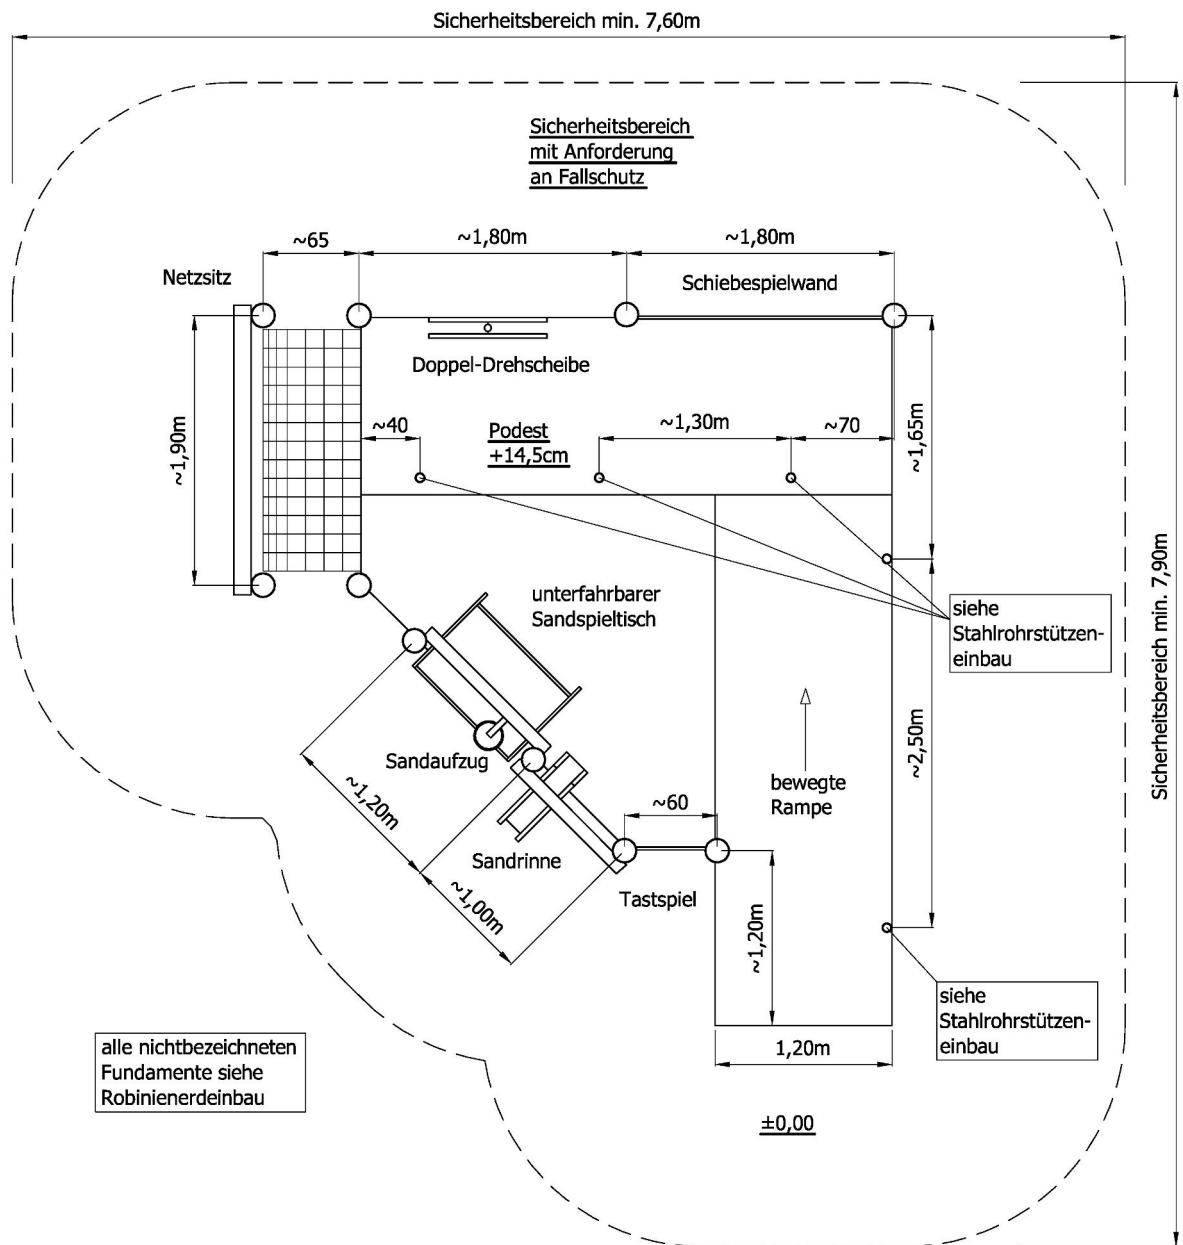 Sicherheitsbereich min. 7,60m
Sicherheitsbereich
mit Anforderung
an Fallschutz
~65
~1,80m
~1,80m
Netzsitz
Schiebespielwand
Doppel-Drehscheibe
~1,90m
~40
Podest
+14,5cm
~1,30m
~70
~1,65m
unterfahrbarer
Sandspieltisch
siehe
Stahlrohrstützen-
einbau
Sicherheitsbereich min. 7,90m
~2,50m
Sandaufzug
bewegte
Rampe
~1,20m
~60
Sandrinne
~1,00m
Tastspiel
~1,20m
siehe
Stahlrohrstützen-
einbau
1,20m
alle nichtbezeichneten
Fundamente siehe
Robinienerdeinbau
±0,00